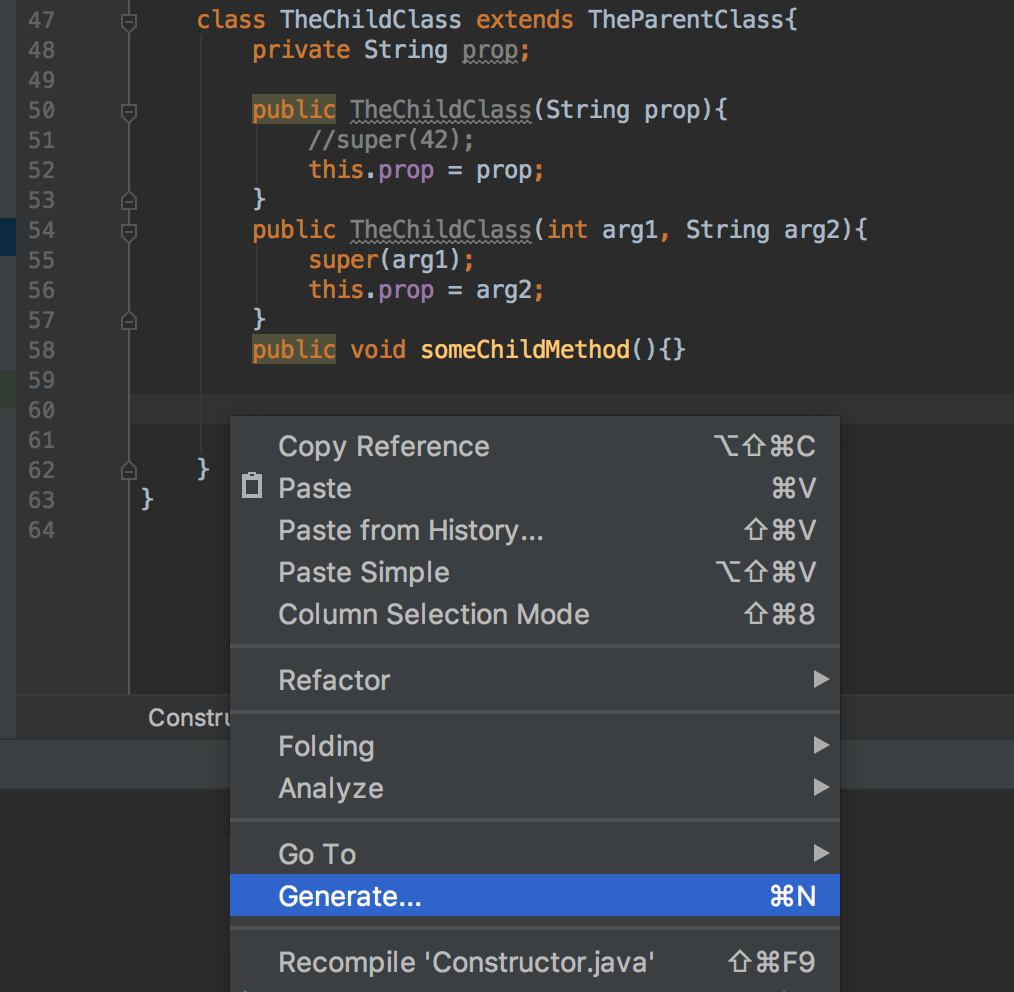 47 class TheChildClass extends TheParentClass{
48 private String prop;
49
50 public TheChildClass(String prop){
51 //super(42);
52 this.prop = prop;
53 }
54 public TheChildClass(int arg1, String arg2){
55 super(arg1);
56 this.prop = arg2;
57 }
58 public void someChildMethod(){}
59
60
61
62 }
63 }
64
Copy Reference ⌥⇧⌘C
Paste ⌘V
Paste from History... ⇧⌘V
Paste Simple ⌥⇧⌘V
Column Selection Mode ⇧⌘8
Refactor
Constru
Folding
Analyze
Go To
Generate... ⌘N
Recompile 'Constructor.java' ⇧⌘F9